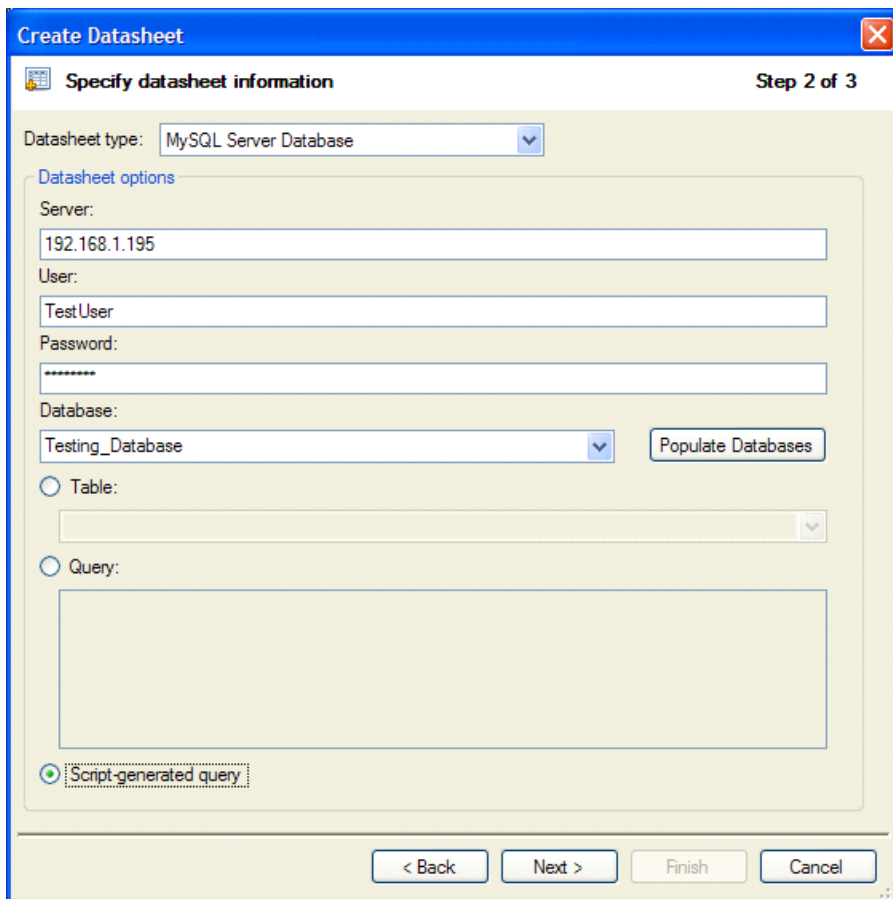 Create Datasheet
Specify datasheet information Step 2 of 3
Datasheet type: MySQL Server Database
Datasheet options
Server:
192.168.1.195
User:
TestUser
Password:
********
Database:
Testing_Database Populate Databases
Table:
Query:
Script-generated query
< Back Next > Finish Cancel